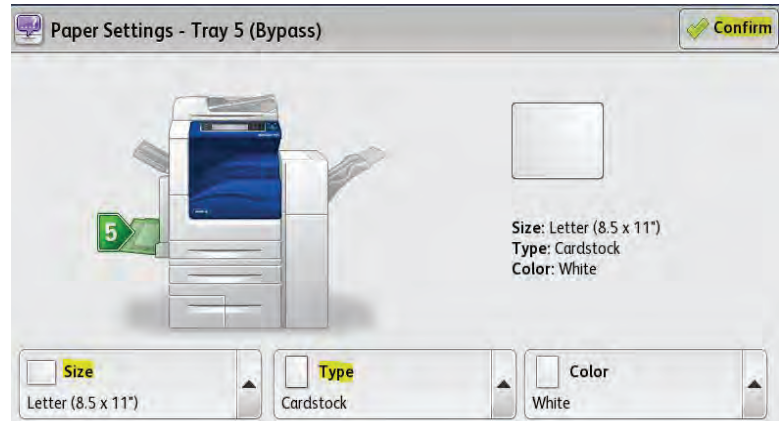 Paper Settings - Tray 5 (Bypass)
Confirm
5
Size: Letter (8.5 x 11")
Type: Cardstock
Color: White
Size
Letter (8.5 x 11")
Type
Cardstock
Color
White